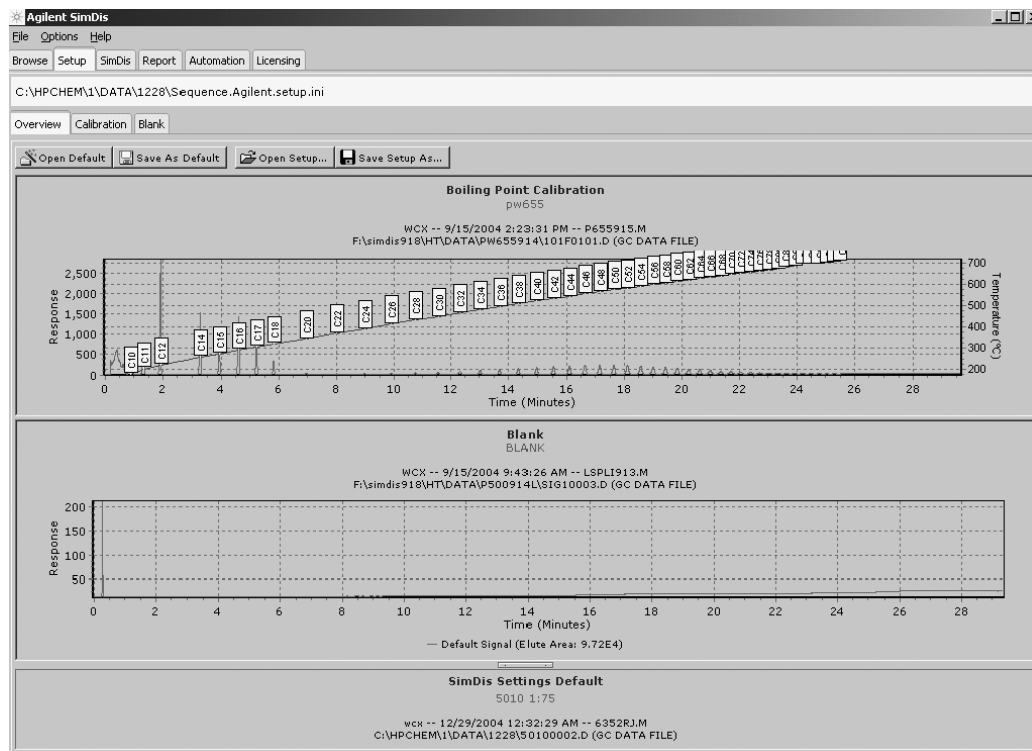 Agilent SimDis
File Options Help
Browse Setup SimDis Report Automation Licensing
C:\HPCHEM\1\DATA\1228\Sequence.Agilent.setup.ini
Overview Calibration Blank
Open Default Save As Default Open Setup... Save Setup As...
Boiling Point Calibration
pw655
WCX -- 9/15/2004 2:23:31 PM -- P655915.M
F:\simdis918\HT\DATA\PW655914\101F0101.D (GC DATA FILE)
Response
2,500
2,000
1,500
1,000
500
0
C10 C11 C12 C14 C15 C16 C17 C18 C20 C22 C24 C26 C28 C30 C32 C34 C36 C38 C40 C42 C44 C46 C48 C50 C52 C54 C56 C58 C60 C62 C64 C66 C68 C70 C72 C74
700
600
500
400
300
200
Temperature (°C)
0 2 4 6 8 10 12 14 16 18 20 22 24 26 28
Time (Minutes)
Blank
BLANK
WCX -- 9/15/2004 9:43:26 AM -- LSPLI913.M
F:\simdis918\HT\DATA\P500914L\SIG10003.D (GC DATA FILE)
Response
200
150
100
50
0 2 4 6 8 10 12 14 16 18 20 22 24 26 28
Time (Minutes)
— Default Signal (Elute Area: 9.72E4)
SimDis Settings Default
5010 1:75
wcx -- 12/29/2004 12:32:29 AM -- 6352RJ.M
C:\HPCHEM\1\DATA\1228\50100002.D (GC DATA FILE)